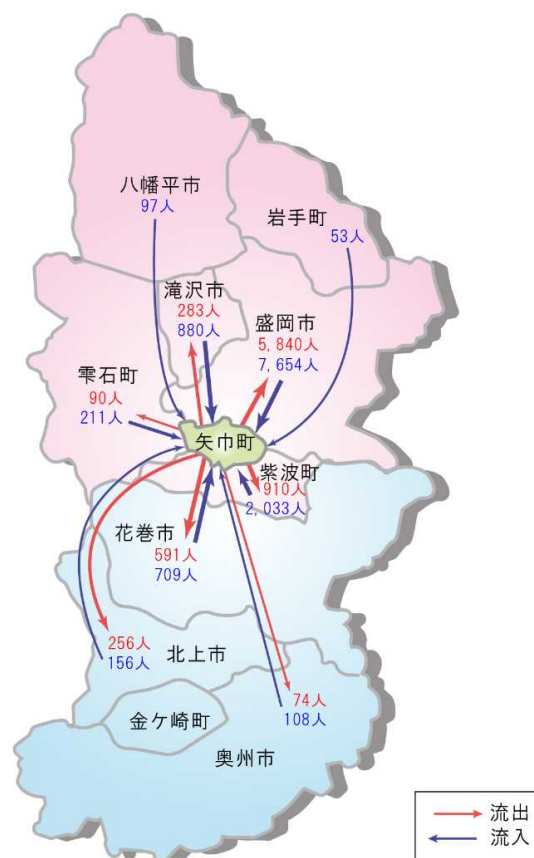 八幡平市
97人
岩手町
53人
滝沢市
283人
880人
盛岡市
5,840人
7,654人
雫石町
90人
211人
矢巾町
紫波町
910人
2,033人
花巻市
591人
709人
256人
156人
北上市
74人
108人
金ケ崎町
奥州市
流出
流入